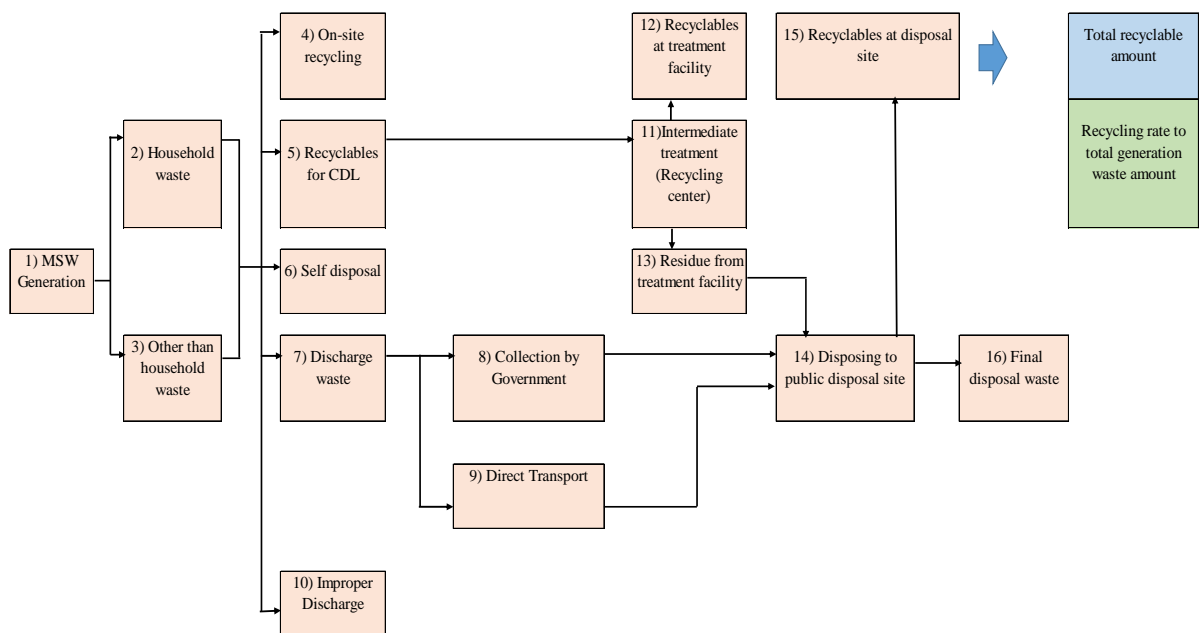 1) MSW
Generation
2) Household
waste
3) Other than
household
waste
4) On-site
recycling
5) Recyclables
for CDL
6) Self disposal
7) Discharge
waste
8) Collection by
Government
9) Direct Transport
10) Improper
Discharge
11)Intermediate
treatment
(Recycling
center)
12) Recyclables
at treatment
facility
13) Residue from
treatment facility
14) Disposing to
public disposal site
15) Recyclables at disposal
site
16) Final
disposal waste
Total recyclable
amount
Recycling rate to
total generation
waste amount